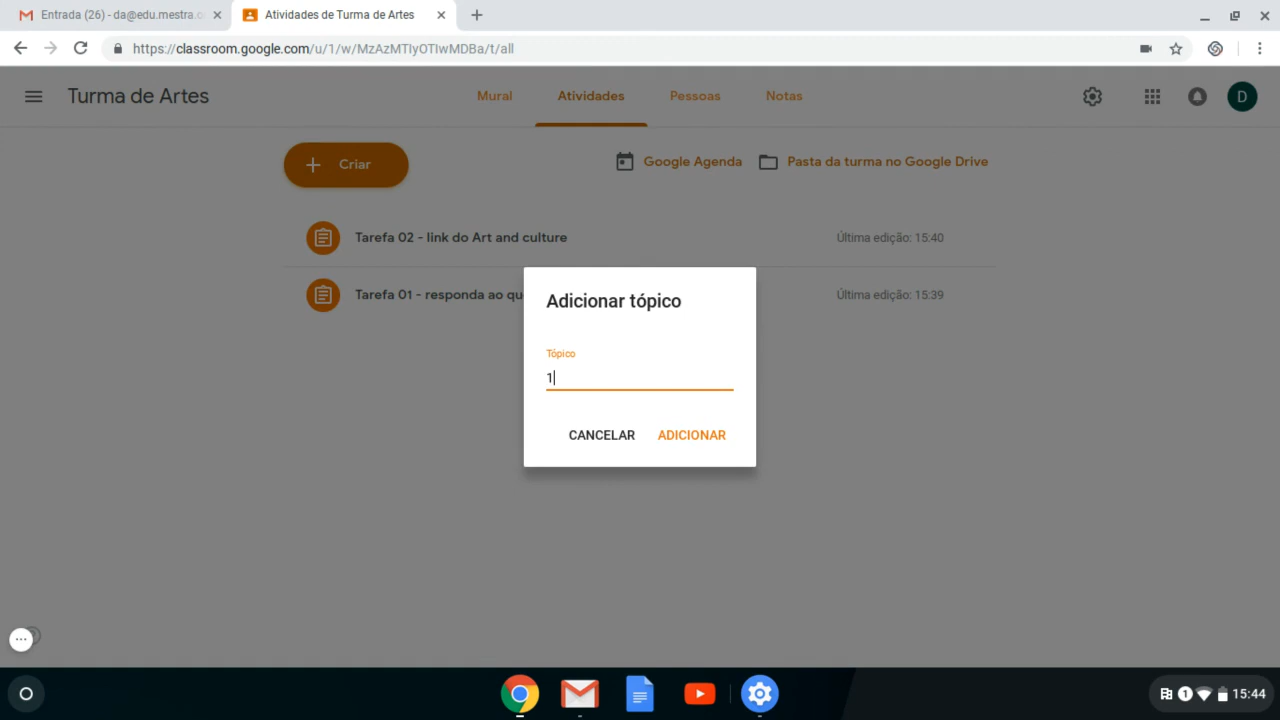 Entrada (26) - da@edu.mestra.c
Atividades de Turma de Artes
https://classroom.google.com/u/1/w/MzAzMTIyOTIwMDBa/t/all
Turma de Artes
Mural
Atividades
Pessoas
Notas
D
Criar
Google Agenda
Pasta da turma no Google Drive
Tarefa 02 - link do Art and culture
Última edição: 15:40
Tarefa 01 - responda ao qu
Última edição: 15:39
Adicionar tópico
Tópico
1
CANCELAR
ADICIONAR
1
15:44